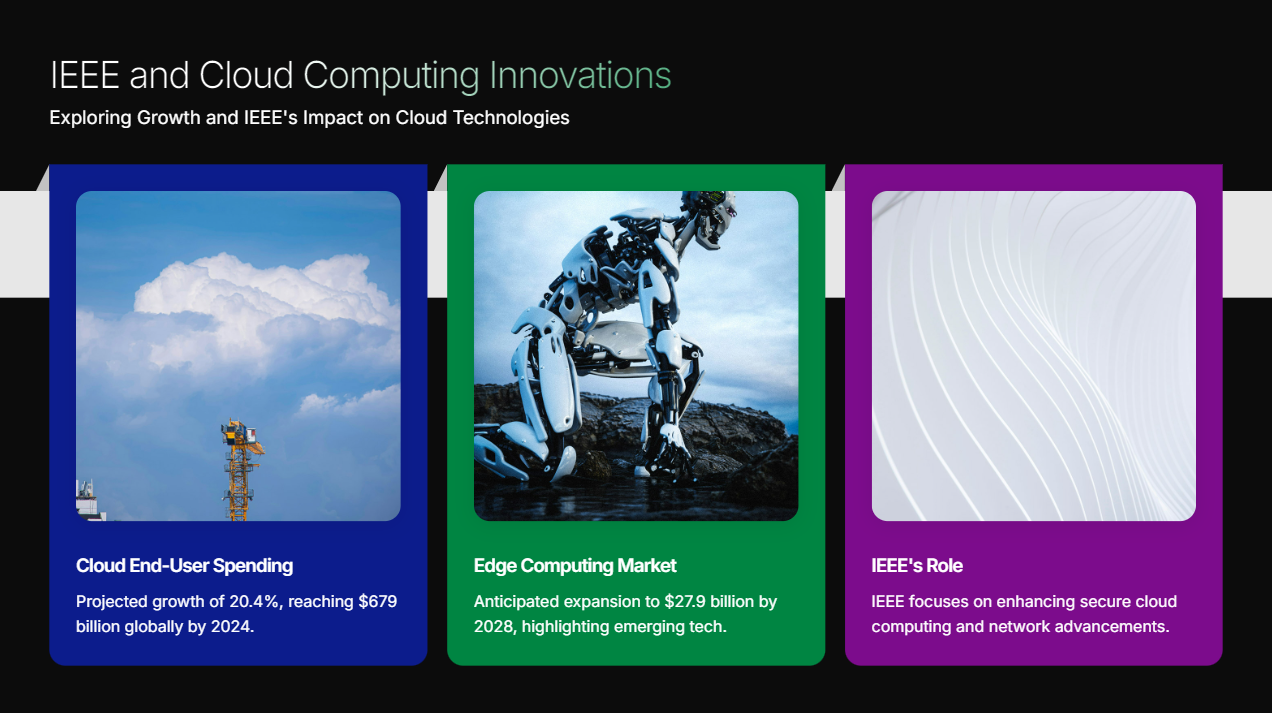 IEEE and Cloud Computing Innovations
Exploring Growth and IEEE's Impact on Cloud Technologies
Cloud End-User Spending
Projected growth of 20.4%, reaching $679
billion globally by 2024.
Edge Computing Market
Anticipated expansion to $27.9 billion by
2028, highlighting emerging tech.
IEEE's Role
IEEE focuses on enhancing secure cloud
computing and network advancements.